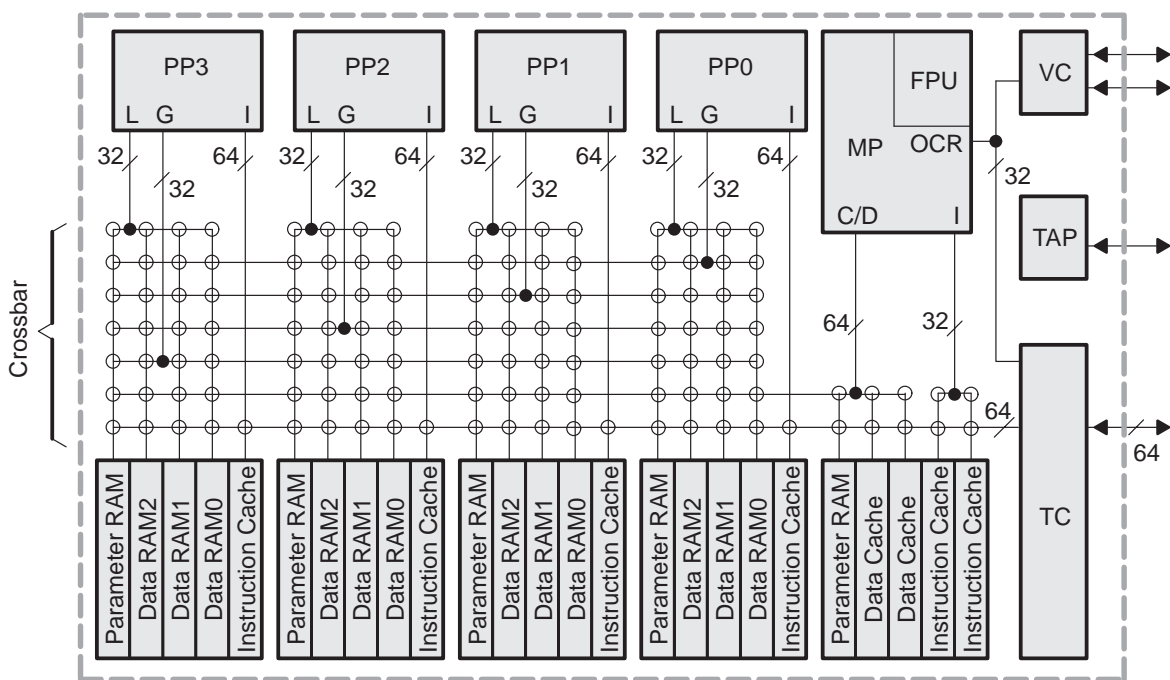 PP3
L G I
32 64
32
PP2
L G I
32 64
32
PP1
L G I
32 64
32
PP0
L G I
32 64
32
FPU
MP OCR
C/D I
64 32
VC
32
TAP
TC
64
64
Crossbar
Parameter RAM
Data RAM2
Data RAM1
Data RAM0
Instruction Cache
Parameter RAM
Data RAM2
Data RAM1
Data RAM0
Instruction Cache
Parameter RAM
Data RAM2
Data RAM1
Data RAM0
Instruction Cache
Parameter RAM
Data RAM2
Data RAM1
Data RAM0
Instruction Cache
Parameter RAM
Data Cache
Data Cache
Instruction Cache
Instruction Cache